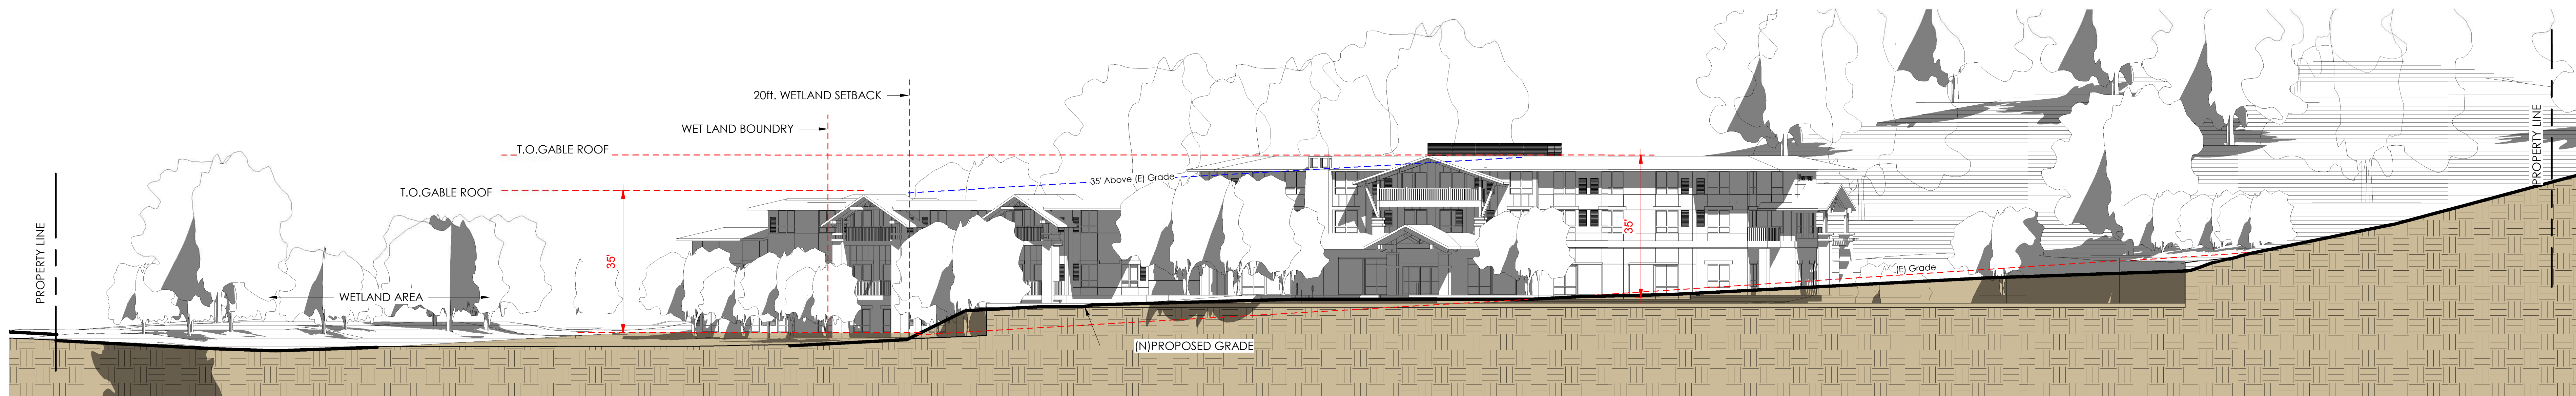 20ft. WETLAND SETBACK
WET LAND BOUNDRY
T.O.GABLE ROOF
T.O.GABLE ROOF
35' Above (E) Grade
35'
35'
PROPERTY LINE
PROPERTY LINE
WETLAND AREA
(E) Grade
(N)PROPOSED GRADE